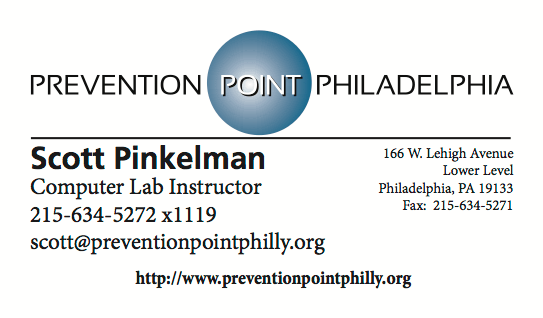 PREVENTION POINT PHILADELPHIA
Scott Pinkelman
Computer Lab Instructor
215-634-5272 x1119
scott@preventionpointphilly.org
166 W. Lehigh Avenue
Lower Level
Philadelphia, PA 19133
Fax: 215-634-5271
http://www.preventionpointphilly.org